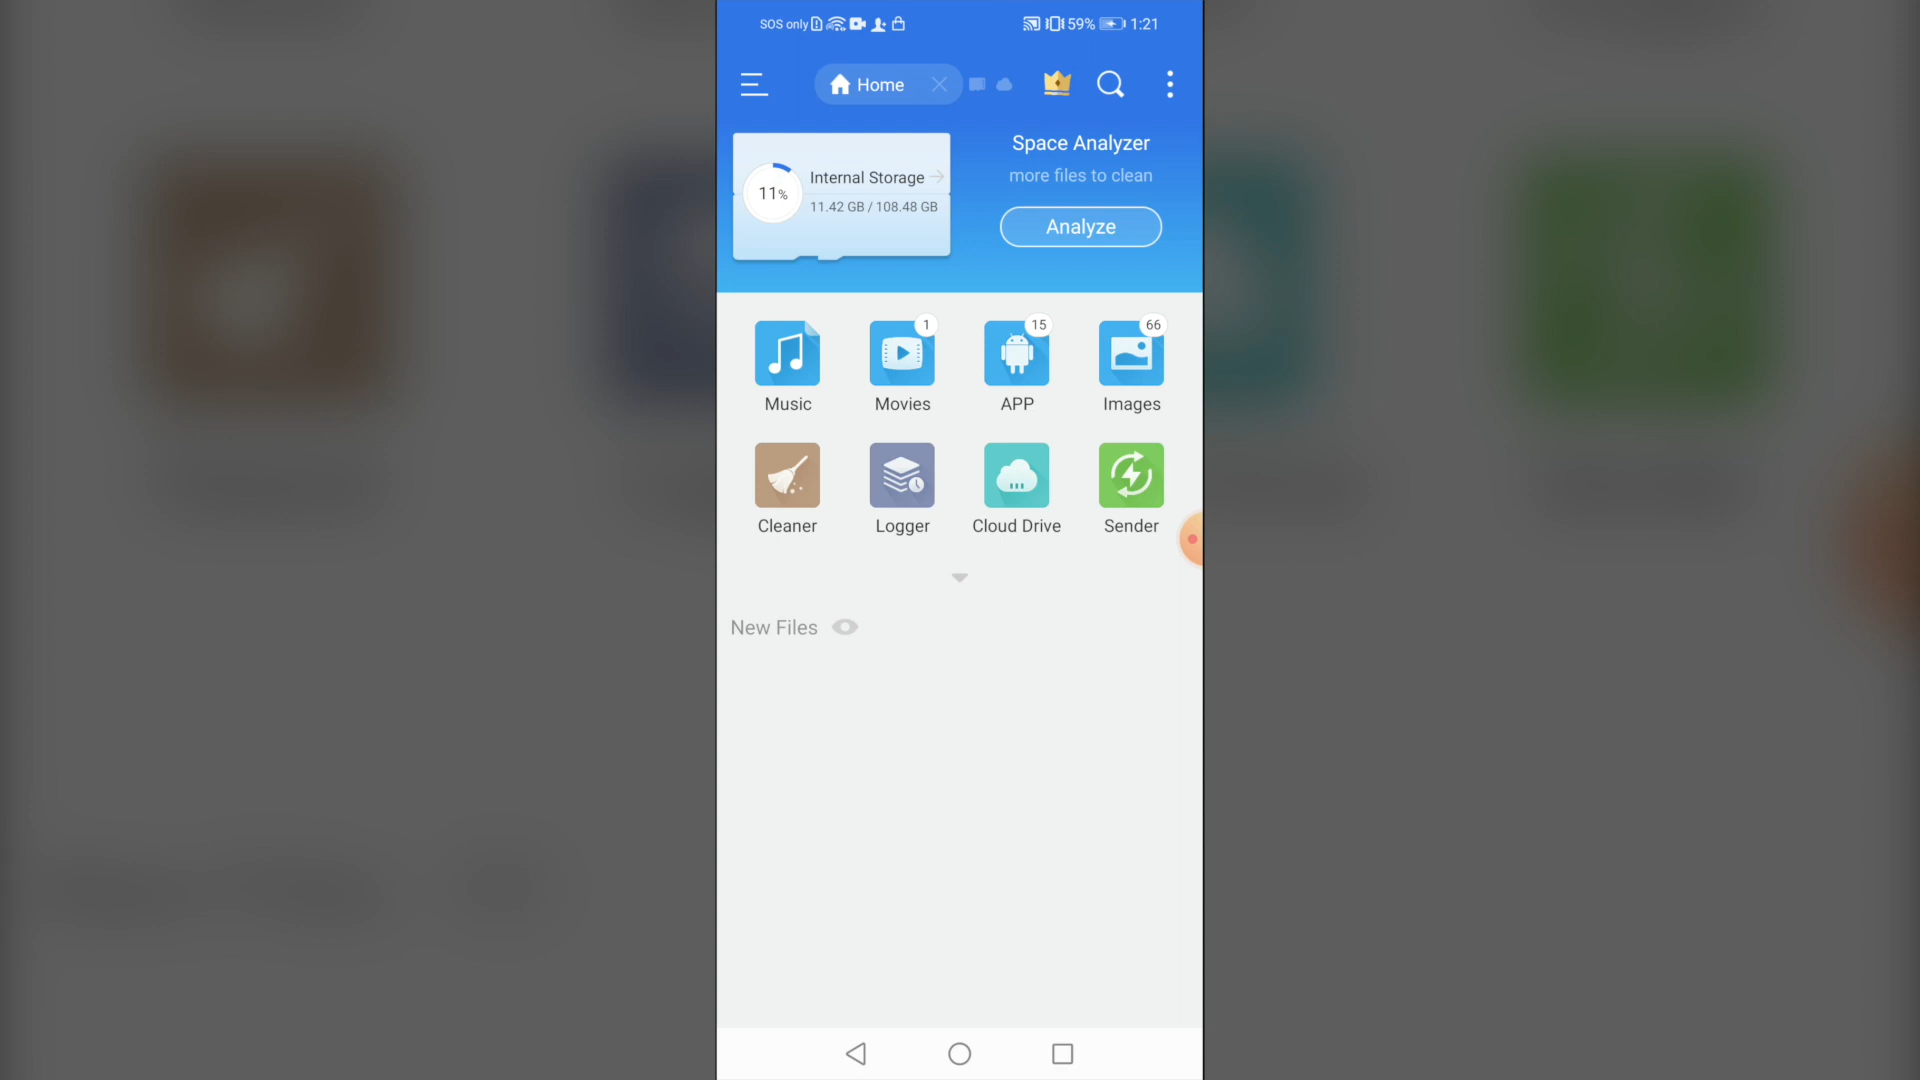 SOS only 59% 1:21
Home
Space Analyzer
more files to clean
Analyze
Internal Storage
11%
11.42 GB / 108.48 GB
1 15 66
Music Movies APP Images
Cleaner Logger Cloud Drive Sender
New Files